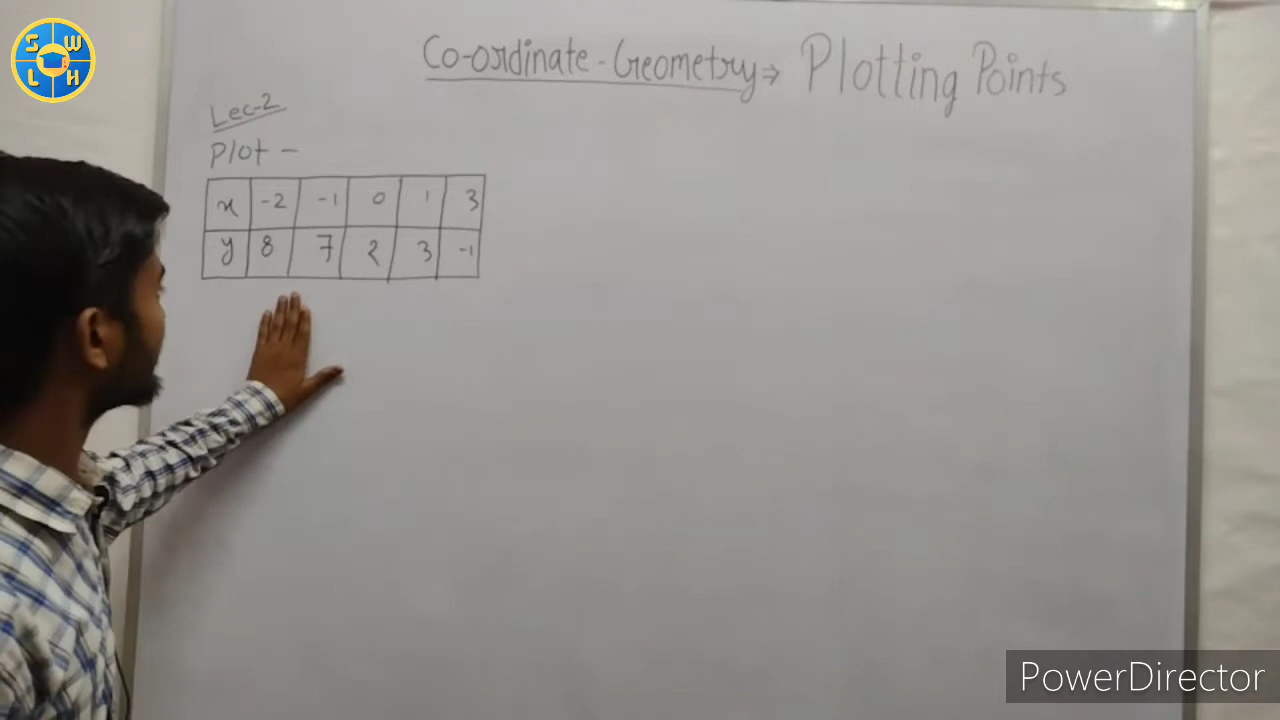 S W
L H
Co-ordinate-Geometry⇒ Plotting Points
Lec-2
Plot -
x -2 -1 0 1 3
y 8 7 2 3 -1
PowerDirector